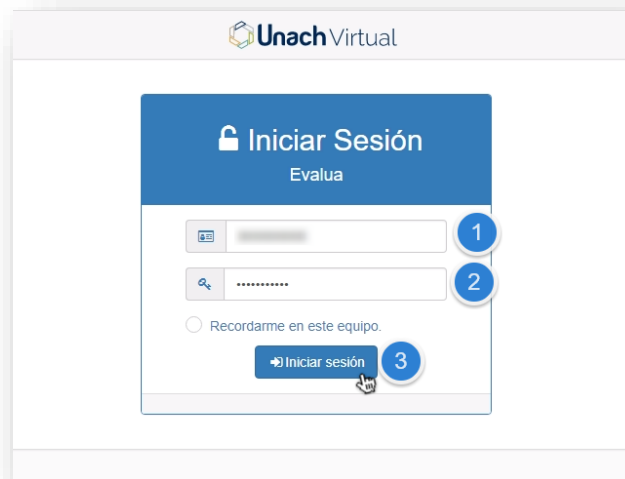 Unach Virtual
Iniciar Sesión
Evalua
1
•••••••••••
2
Recordarme en este equipo.
Iniciar sesión
3